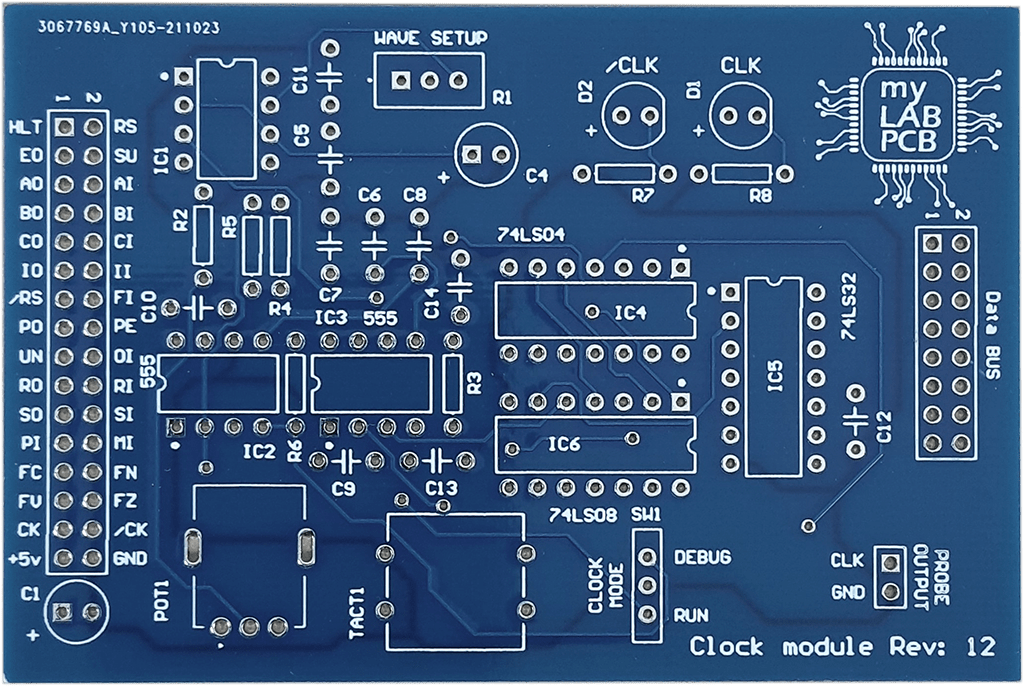 3067769A_Y105-211023
WAVE SETUP
R1
/CLK
CLK
D2
D1
+
+
R7
R8
my
LAB
PCB
C11
C5
IC1
C4
+
1 2
HLT RS
EO SU
AO AI
BO BI
CO CI
IO II
/RS FI
PO PE
UN OI
RO RI
SO SI
PI MI
FC FN
FV FZ
CK /CK
+5v GND
C1
+
R2
R5
R4
C6
C8
C7
C10
C14
IC3 555
555
IC2
R6
R3
C9
C13
74LS04
IC4
IC6
74LS08
74LS32
IC5
C12
1 2
Data BUS
POT1
TACT1
SW1
CLOCK
MODE
DEBUG
RUN
CLK
GND
PROBE
OUTPUT
Clock module Rev: 12